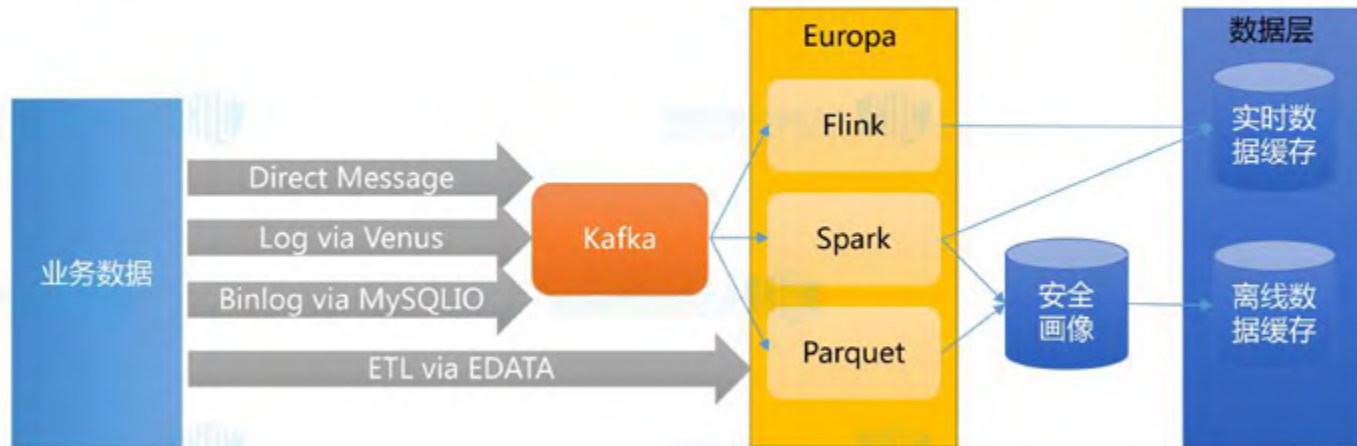 业务数据
Direct Message
Log via Venus
Binlog via MySQLIO
ETL via EDATA
Kafka
Europa
Flink
Spark
Parquet
安全
画像
数据层
实时数
据缓存
离线数
据缓存